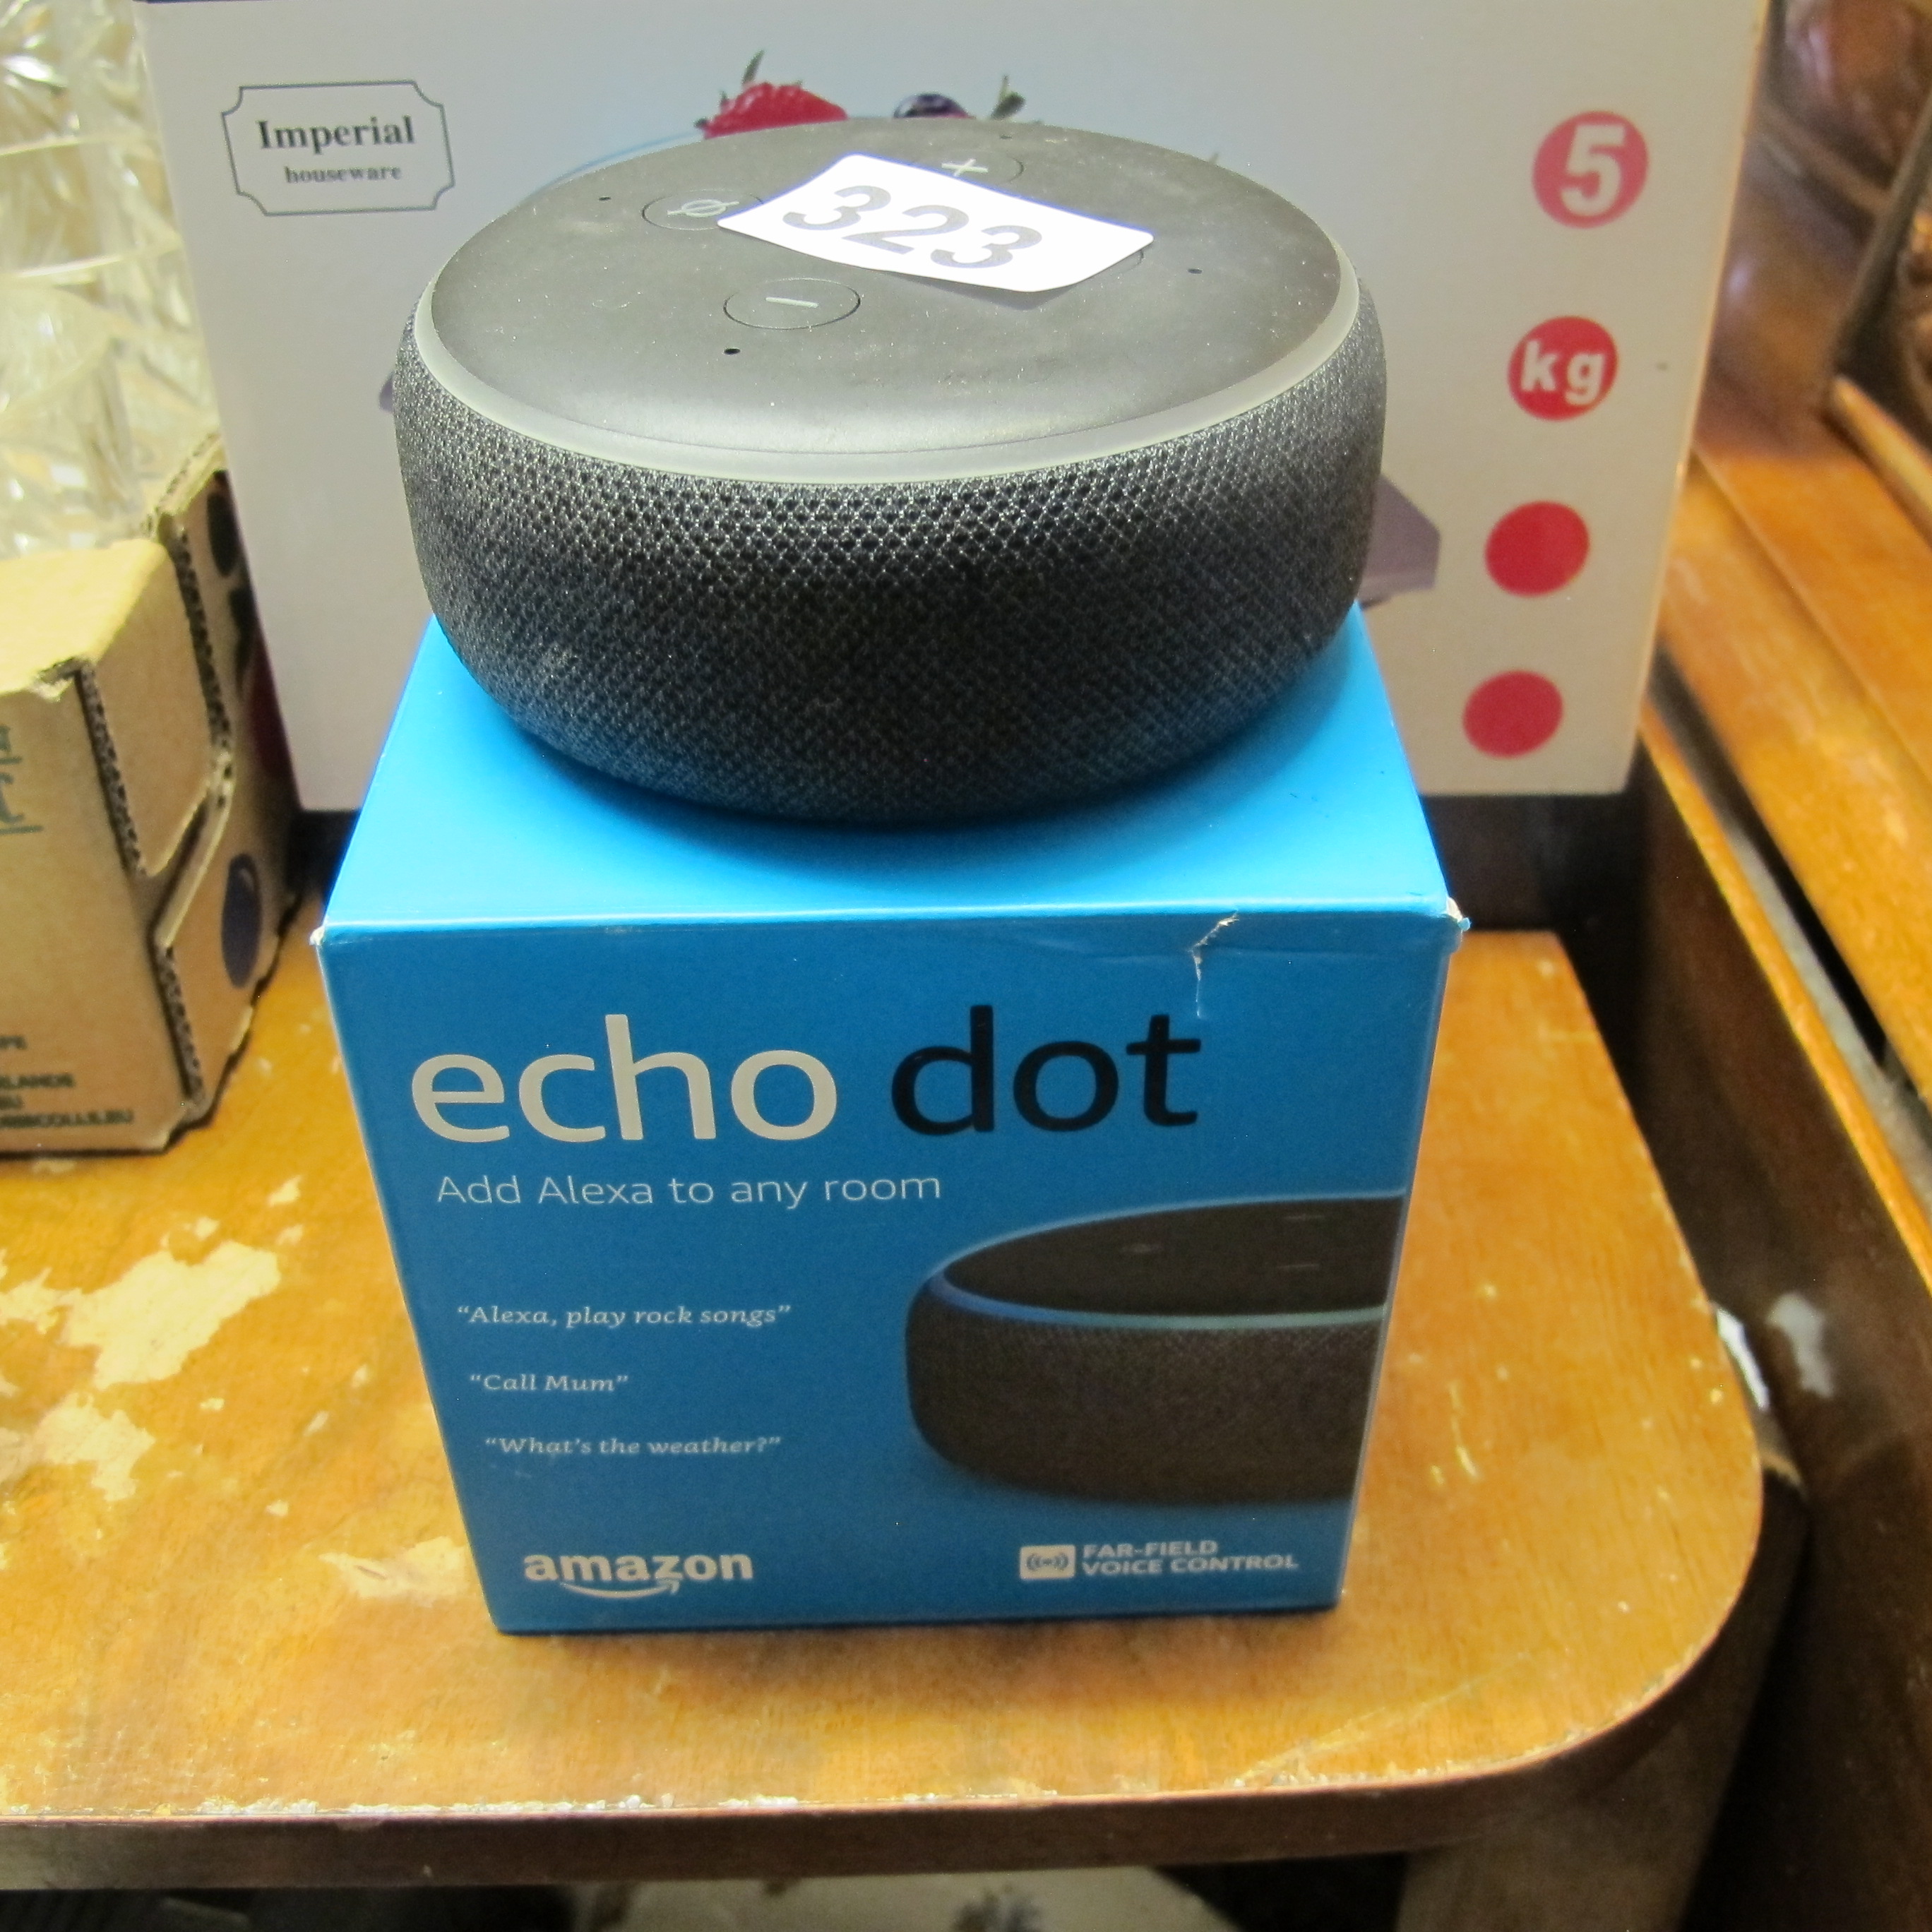 Imperial
houseware
5
kg
323
echo dot
Add Alexa to any room
“Alexa, play rock songs”
“Call Mum”
“What’s the weather?”
amazon
FAR-FIELD
VOICE CONTROL